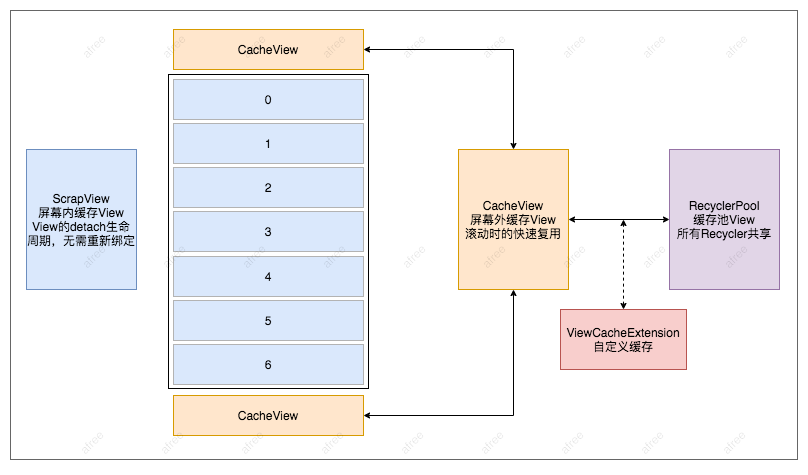 CacheView
0
1
2
3
4
5
6
CacheView
ScrapView
屏幕内缓存View
View的detach生命
周期，无需重新绑定
CacheView
屏幕外缓存View
滚动时的快速复用
RecyclerPool
缓存池View
所有Recycler共享
ViewCacheExtension
自定义缓存